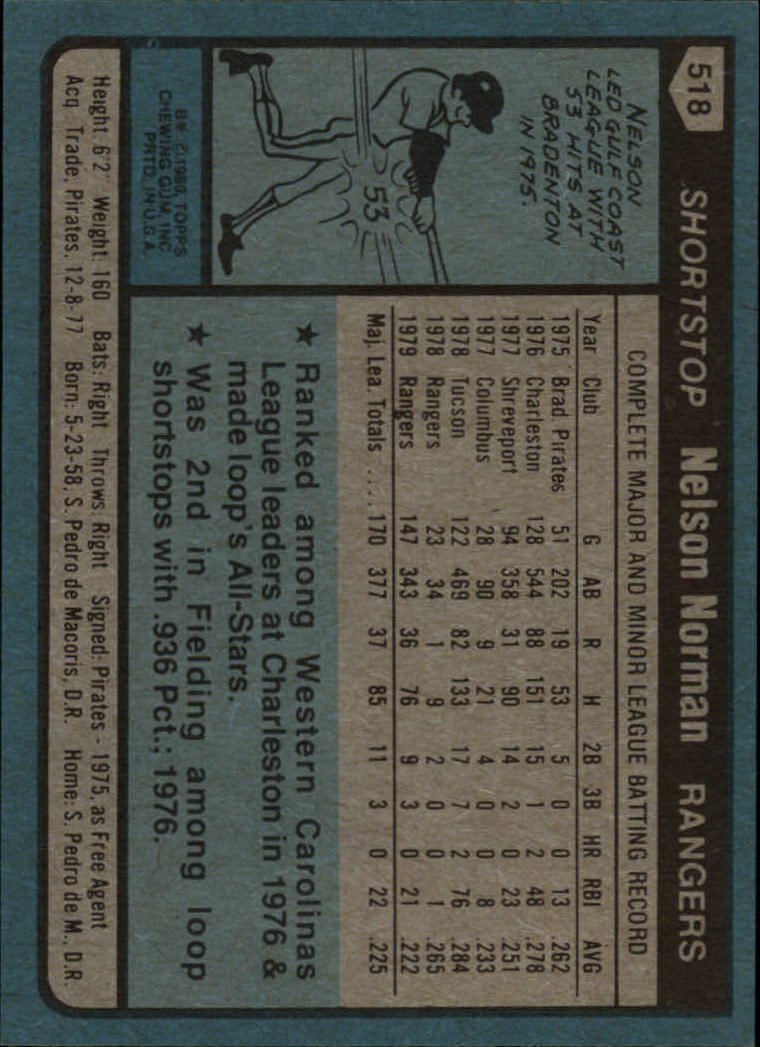 518 SHORTSTOP Nelson Norman RANGERS
NELSON
LED GULF COAST
LEAGUE WITH
53 HITS AT
BRADENTON
IN 1975.
53
B* ©1980, TOPPS
CHEWING GUM, INC
PRTD. IN U.S.A.
COMPLETE MAJOR AND MINOR LEAGUE BATTING RECORD
Year Club G AB R H 2B 3B HR RBI AVG
1975 Brad. Pirates 51 202 19 53 5 0 0 13 .262
1976 Charleston 128 544 88 151 15 1 2 48 .278
1977 Shreveport 94 358 31 90 14 2 0 23 .251
1977 Columbus 28 90 9 21 4 0 0 8 .233
1978 Tucson 122 469 82 133 17 7 2 76 .284
1978 Rangers 23 34 1 9 2 0 0 1 .265
1979 Rangers 147 343 36 76 9 3 0 21 .222
Maj. Lea. Totals .... 170 377 37 85 11 3 0 22 .225
★ Ranked among Western Carolinas
League leaders at Charleston in 1976 &
made loop's All-Stars.
★ Was 2nd in Fielding among loop
shortstops with .936 Pct.; 1976.
Height: 6'2" Weight: 160 Bats: Right Throws: Right Signed: Pirates - 1975, as Free Agent
Acq. Trade, Pirates, 12-8-77 Born: 5-23-58, S. Pedro de Macoris, D.R. Home: S. Pedro de M., D.R.